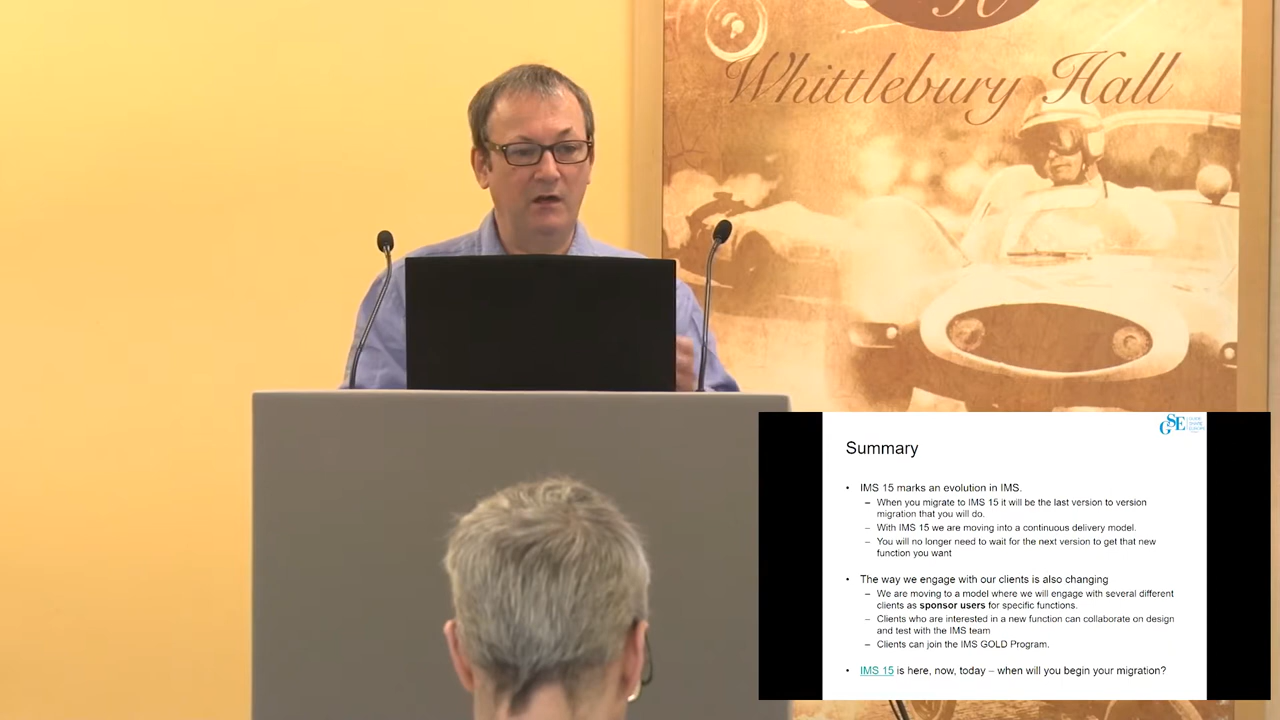 Whittlebury Hall
GSE
Summary
• IMS 15 marks an evolution in IMS.
– When you migrate to IMS 15 it will be the last version to version
migration that you will do.
– With IMS 15 we are moving into a continuous delivery model.
– You will no longer need to wait for the next version to get that new
function you want
• The way we engage with our clients is also changing
– We are moving to a model where we will engage with several different
clients as sponsor users for specific functions.
– Clients who are interested in a new function can collaborate on design
and test with the IMS team
– Clients can join the IMS GOLD Program.
• IMS 15 is here, now, today – when will you begin your migration?